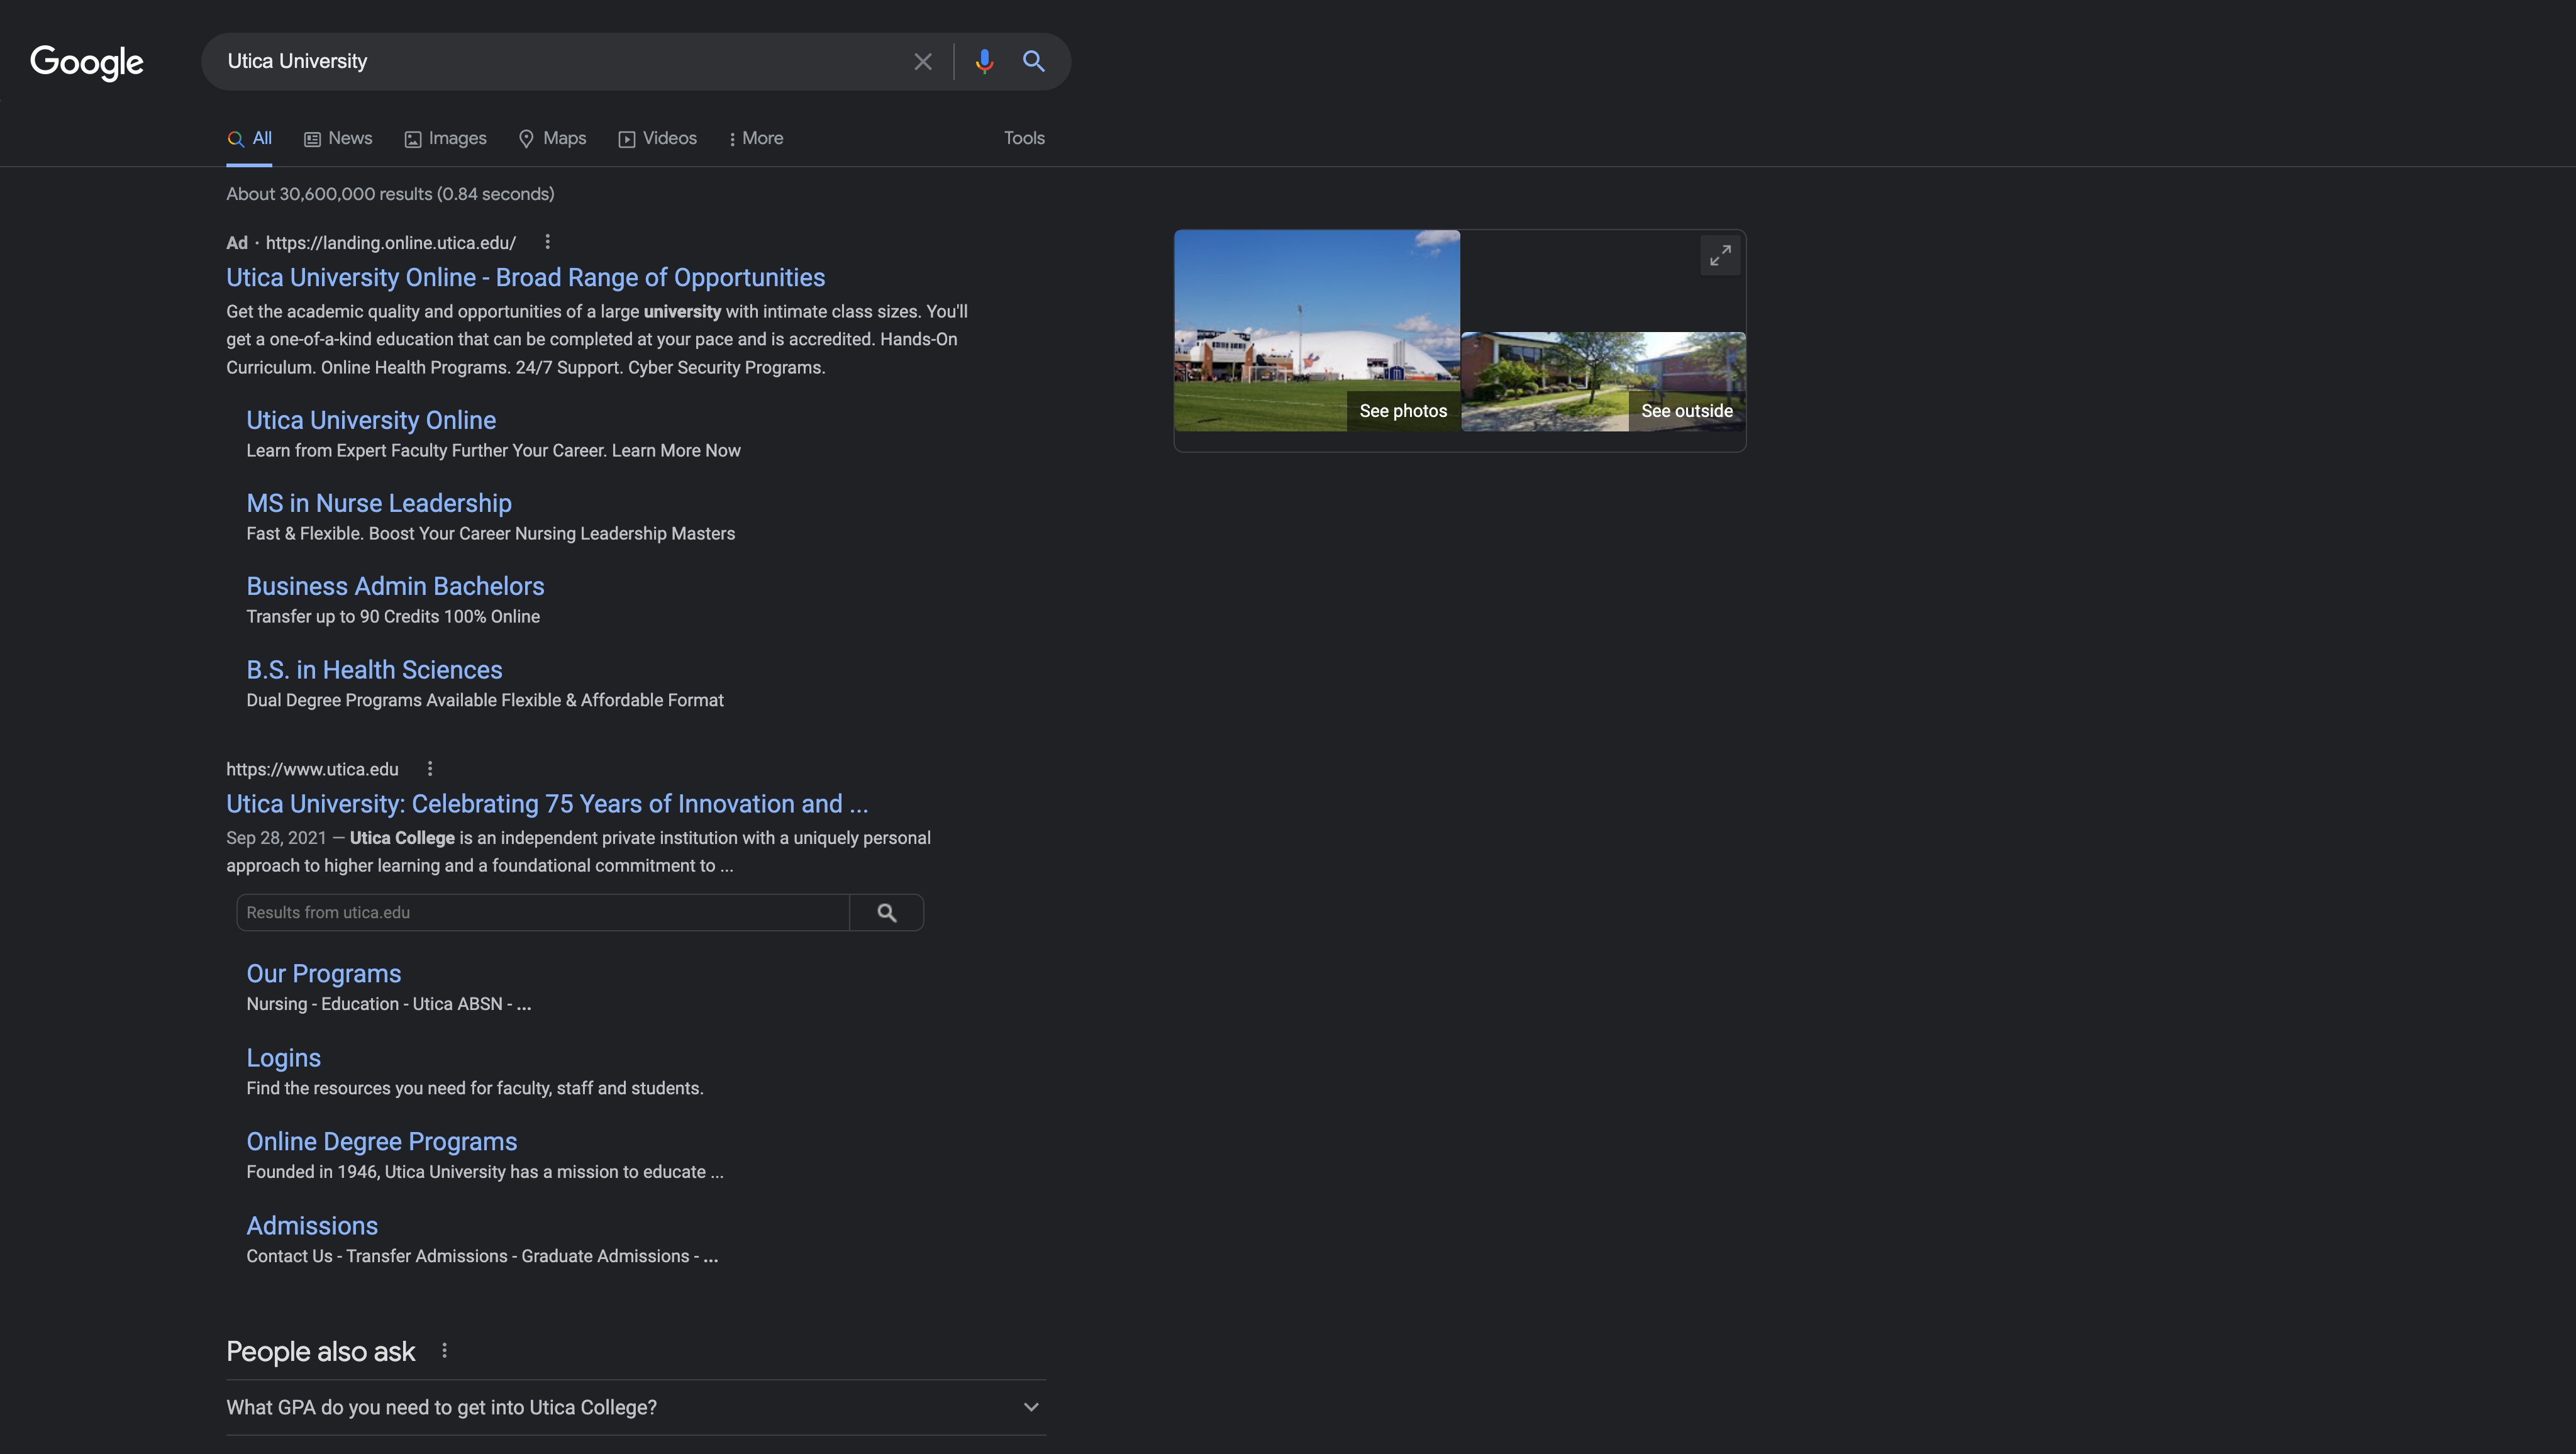 Google
Utica University
All
News
Images
Maps
Videos
More
Tools
About 30,600,000 results (0.84 seconds)
Ad · https://landing.online.utica.edu/
Utica University Online - Broad Range of Opportunities
Get the academic quality and opportunities of a large university with intimate class sizes. You'll
get a one-of-a-kind education that can be completed at your pace and is accredited. Hands-On
Curriculum. Online Health Programs. 24/7 Support. Cyber Security Programs.
Utica University Online
Learn from Expert Faculty Further Your Career. Learn More Now
MS in Nurse Leadership
Fast & Flexible. Boost Your Career Nursing Leadership Masters
Business Admin Bachelors
Transfer up to 90 Credits 100% Online
B.S. in Health Sciences
Dual Degree Programs Available Flexible & Affordable Format
https://www.utica.edu
Utica University: Celebrating 75 Years of Innovation and ...
Sep 28, 2021 — Utica College is an independent private institution with a uniquely personal
approach to higher learning and a foundational commitment to ...
Results from utica.edu
Our Programs
Nursing - Education - Utica ABSN - ...
Logins
Find the resources you need for faculty, staff and students.
Online Degree Programs
Founded in 1946, Utica University has a mission to educate ...
Admissions
Contact Us - Transfer Admissions - Graduate Admissions - ...
People also ask
What GPA do you need to get into Utica College?
See photos
See outside